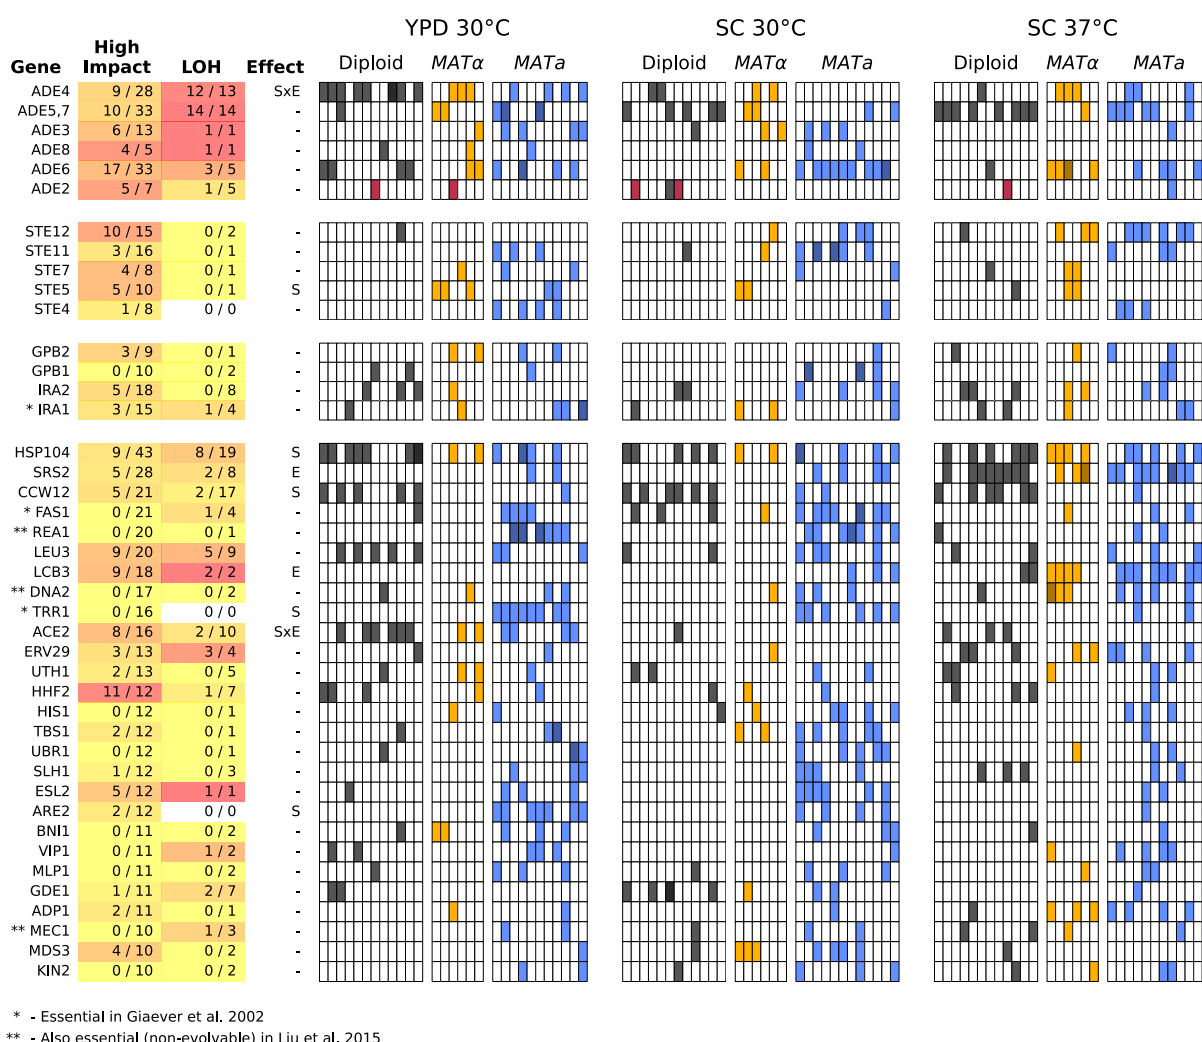 YPD 30°C SC 30°C SC 37°C
Gene High Impact LOH Effect Diploid MATα MATa Diploid MATα MATa Diploid MATα MATa
ADE4 9 / 28 12 / 13 SxE
ADE5,7 10 / 33 14 / 14 -
ADE3 6 / 13 1 / 1 -
ADE8 4 / 5 1 / 1 -
ADE6 17 / 33 3 / 5 -
ADE2 5 / 7 1 / 5 -
STE12 10 / 15 0 / 2 -
STE11 3 / 16 0 / 1 -
STE7 4 / 8 0 / 1 -
STE5 5 / 10 0 / 1 S
STE4 1 / 8 0 / 0 -
GPB2 3 / 9 0 / 1 -
GPB1 0 / 10 0 / 2 -
IRA2 5 / 18 0 / 8 -
* IRA1 3 / 15 1 / 4 -
HSP104 9 / 43 8 / 19 S
SRS2 5 / 28 2 / 8 E
CCW12 5 / 21 2 / 17 S
* FAS1 0 / 21 1 / 4 -
** REA1 0 / 20 0 / 1 -
LEU3 9 / 20 5 / 9 -
LCB3 9 / 18 2 / 2 E
** DNA2 0 / 17 0 / 2 -
* TRR1 0 / 16 0 / 0 S
ACE2 8 / 16 2 / 10 SxE
ERV29 3 / 13 3 / 4 -
UTH1 2 / 13 0 / 5 -
HHF2 11 / 12 1 / 7 -
HIS1 0 / 12 0 / 1 -
TBS1 2 / 12 0 / 1 -
UBR1 0 / 12 0 / 1 -
SLH1 1 / 12 0 / 3 -
ESL2 5 / 12 1 / 1 -
ARE2 2 / 12 0 / 0 S
BNI1 0 / 11 0 / 2 -
VIP1 0 / 11 1 / 2 -
MLP1 0 / 11 0 / 2 -
GDE1 1 / 11 2 / 7 -
ADP1 2 / 11 0 / 1 -
** MEC1 0 / 10 1 / 3 -
MDS3 4 / 10 0 / 2 -
KIN2 0 / 10 0 / 2 -
* - Essential in Giaever et al. 2002
** - Also essential (non-evolvable) in Liu et al. 2015